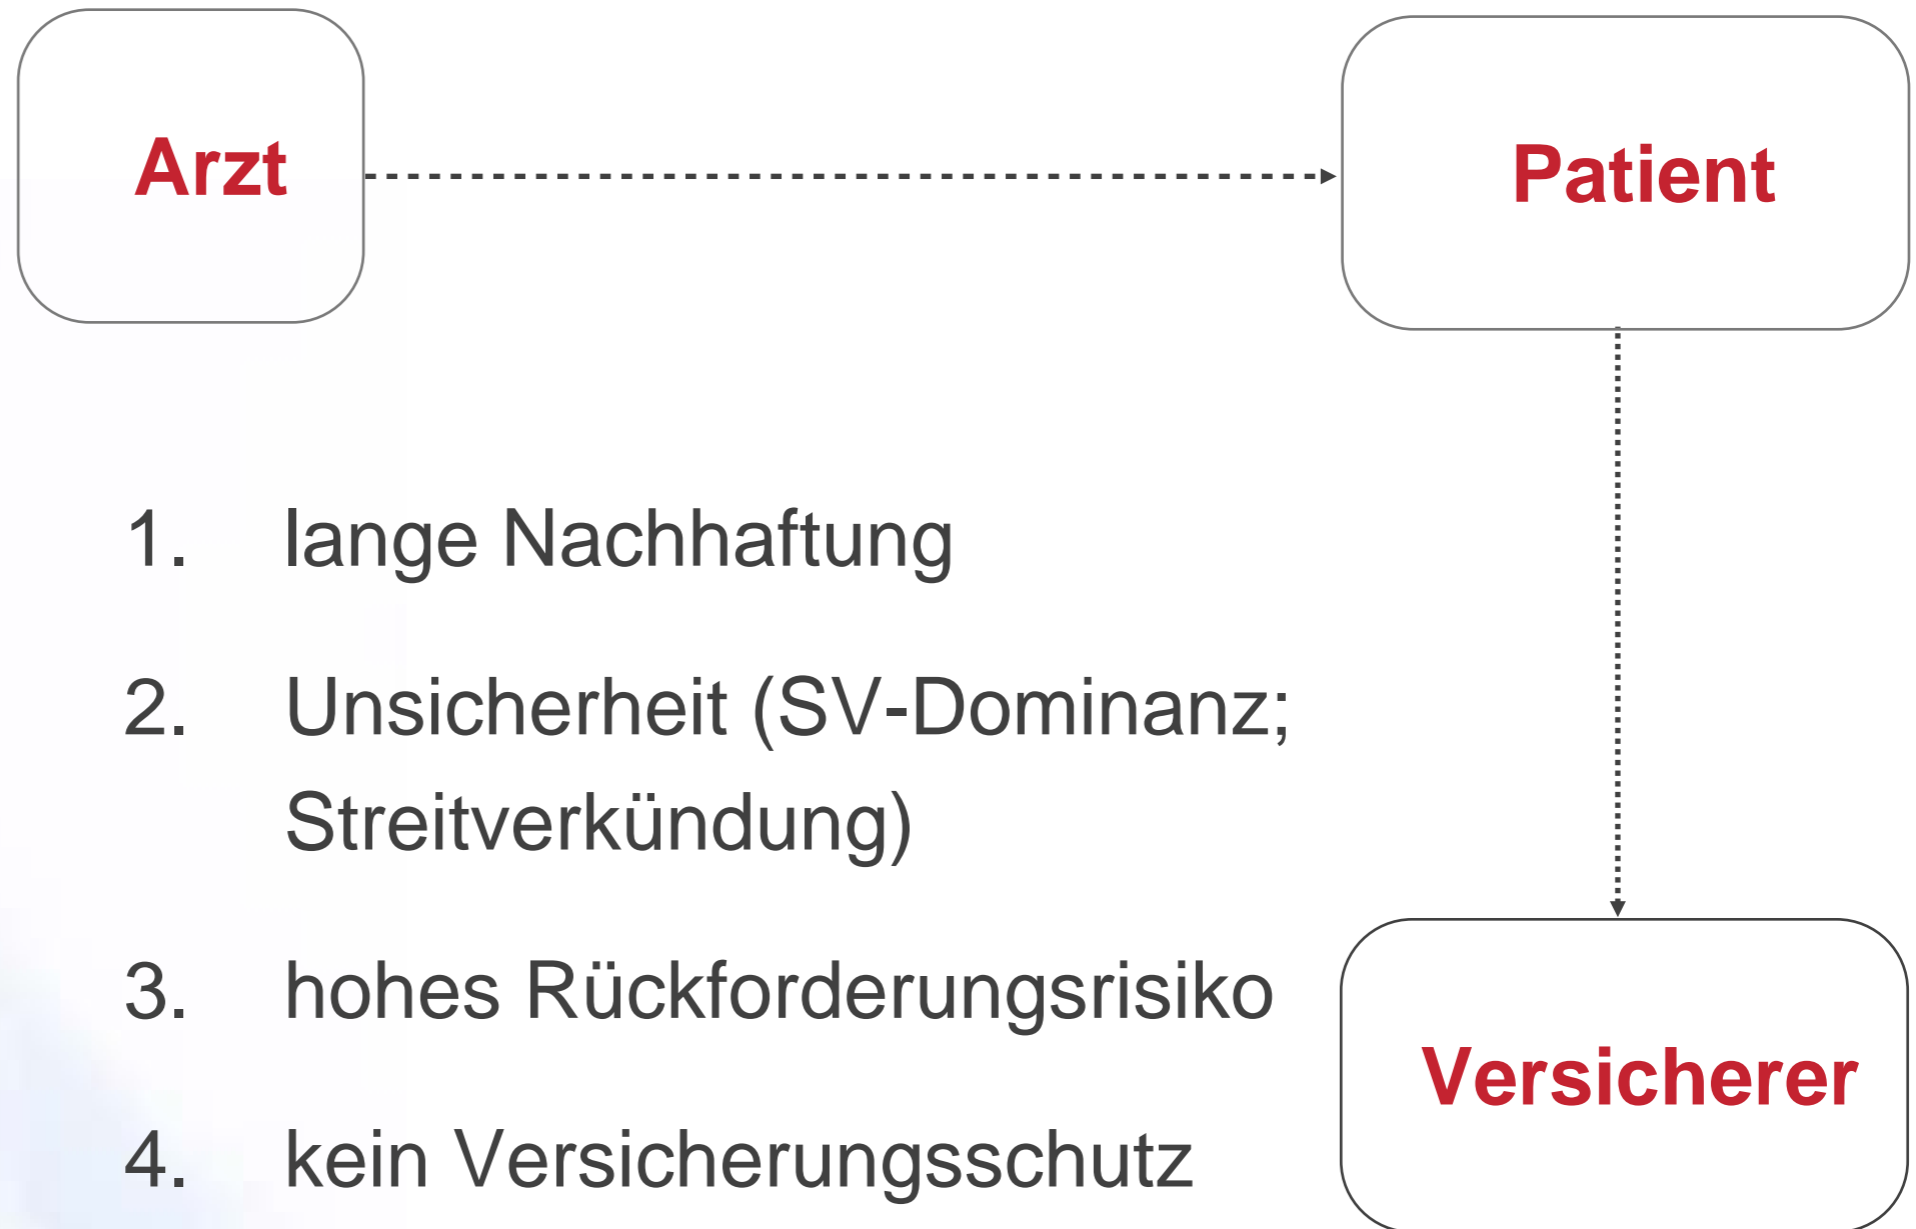 Arzt
Patient
1. lange Nachhaftung
2. Unsicherheit (SV-Dominanz;
Streitverkündung)
3. hohes Rückforderungsrisiko
4. kein Versicherungsschutz
Versicherer